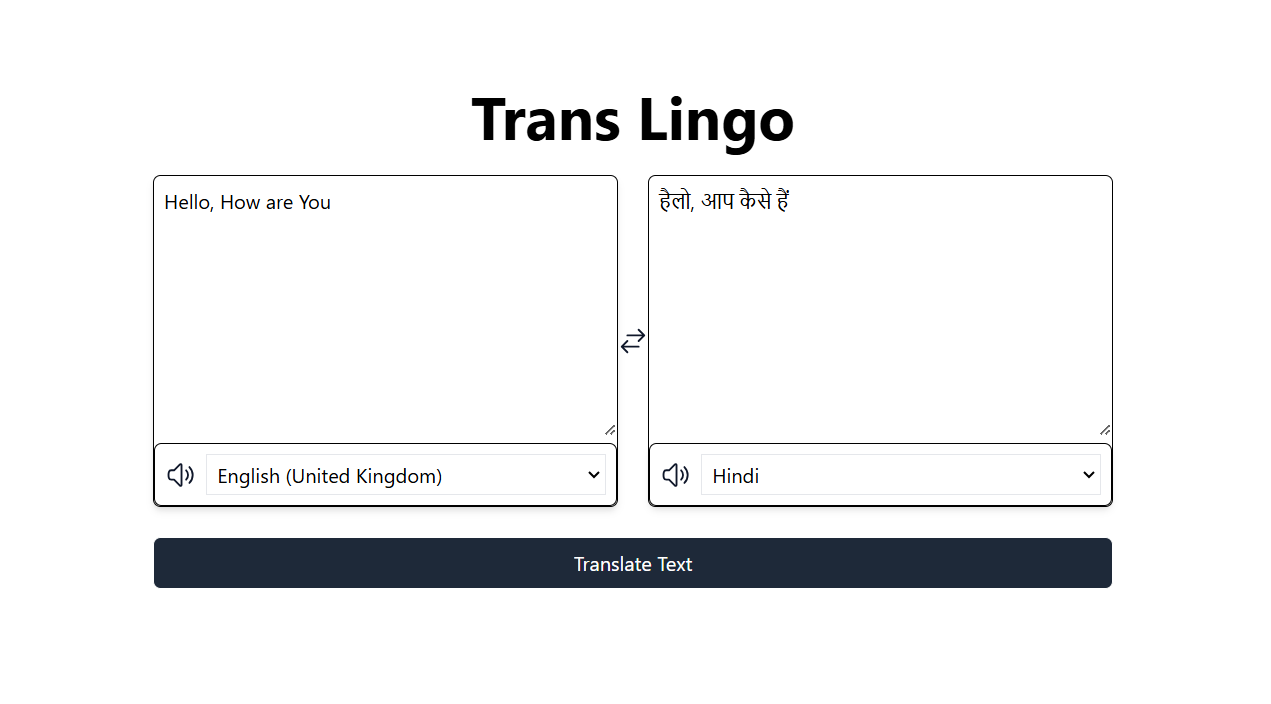 Trans Lingo
Hello, How are You
हैलो, आप कैसे हैं
English (United Kingdom)
Hindi
Translate Text